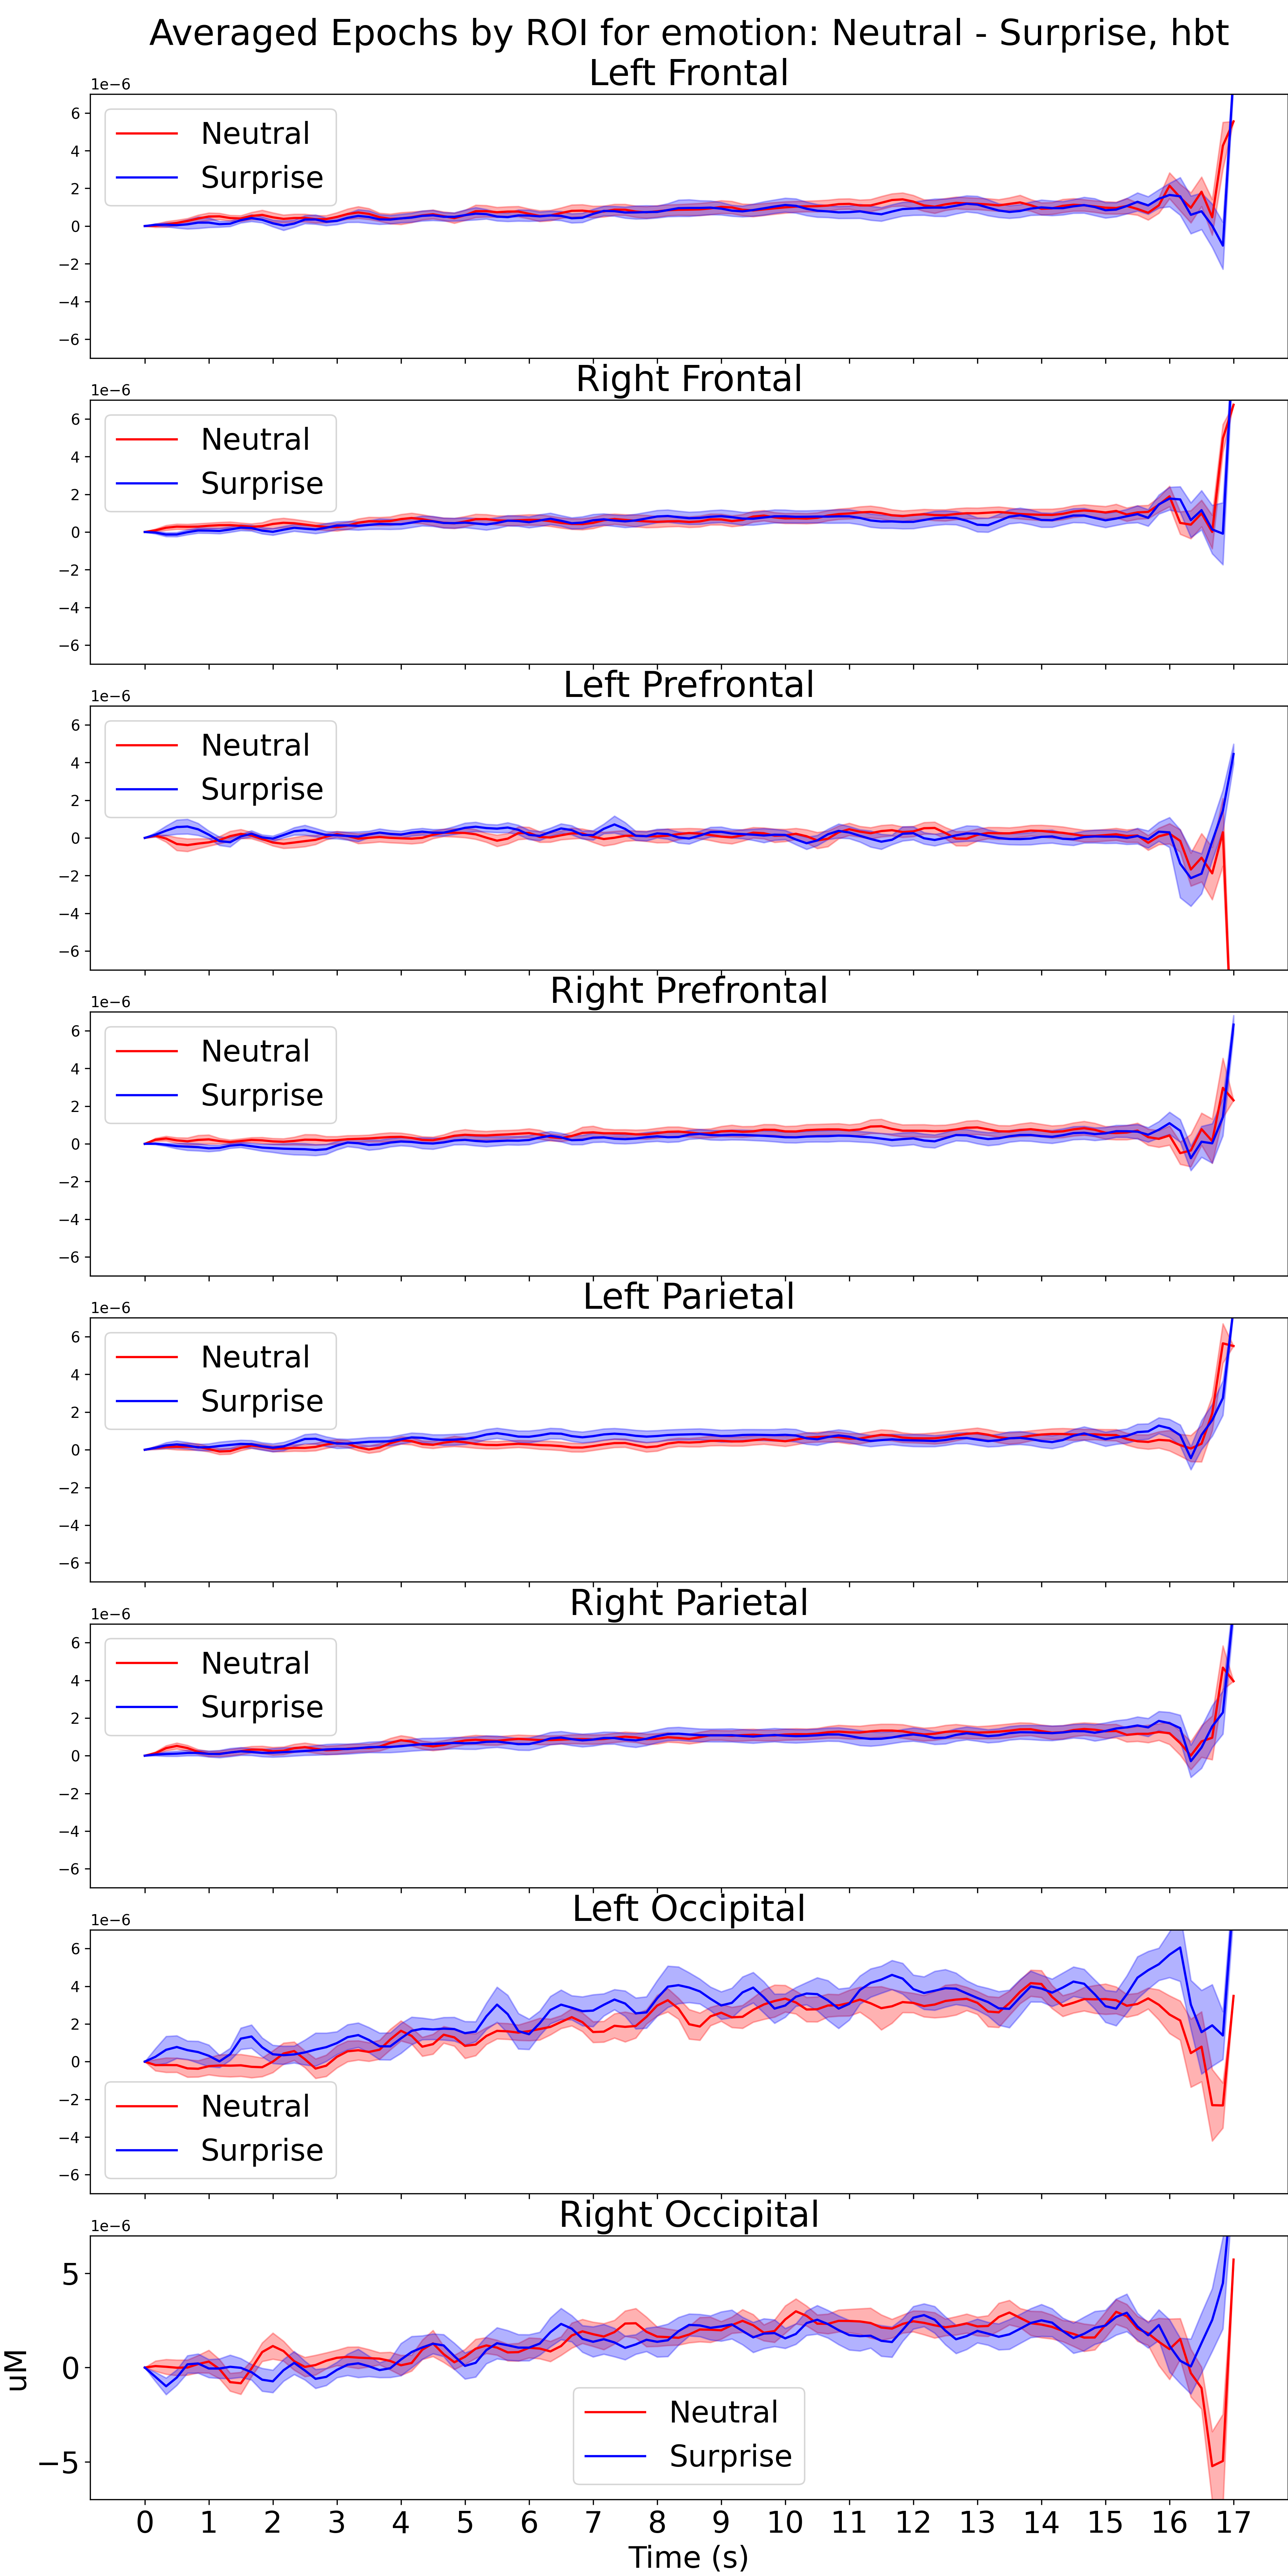 Averaged Epochs by ROI for emotion: Neutral - Surprise, hbt
Left Frontal
1e−6
6
4
2
0
−2
−4
−6
Neutral
Surprise
Right Frontal
1e−6
6
4
2
0
−2
−4
−6
Neutral
Surprise
Left Prefrontal
1e−6
6
4
2
0
−2
−4
−6
Neutral
Surprise
Right Prefrontal
1e−6
6
4
2
0
−2
−4
−6
Neutral
Surprise
Left Parietal
1e−6
6
4
2
0
−2
−4
−6
Neutral
Surprise
Right Parietal
1e−6
6
4
2
0
−2
−4
−6
Neutral
Surprise
Left Occipital
1e−6
6
4
2
0
−2
−4
−6
Neutral
Surprise
Right Occipital
1e−6
5
0
−5
uM
Neutral
Surprise
0 1 2 3 4 5 6 7 8 9 10 11 12 13 14 15 16 17
Time (s)